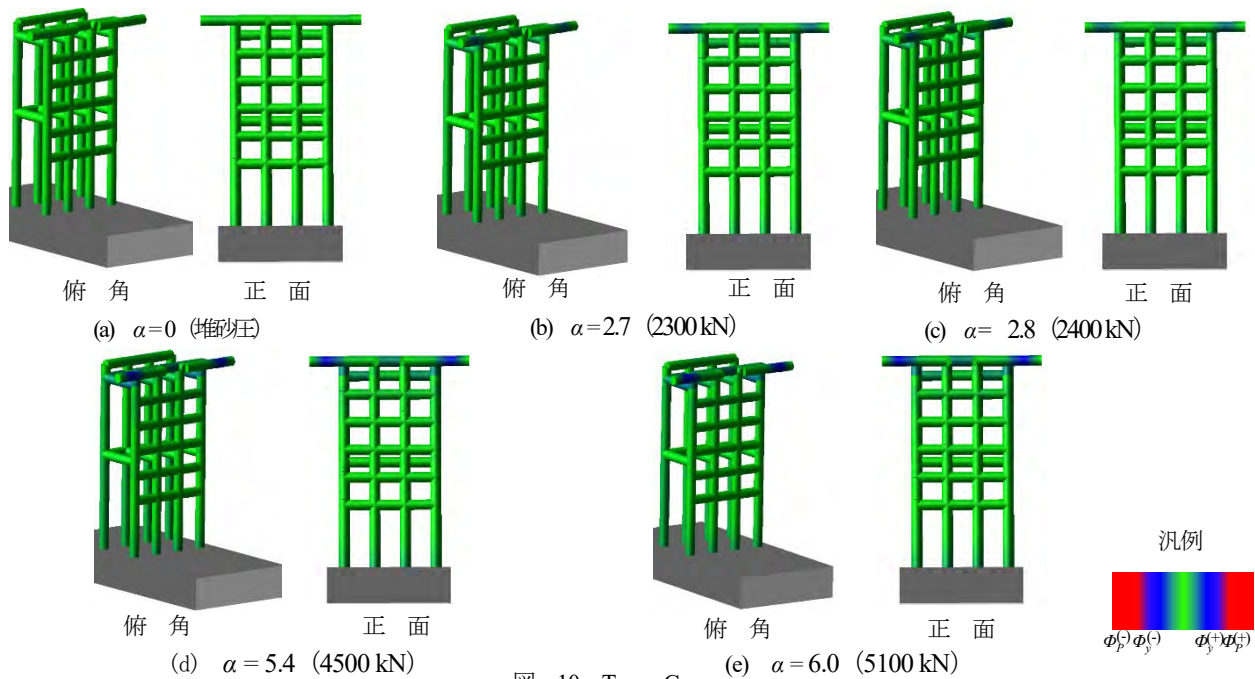 俯 角
正 面
(a) α=0 (堆砂圧)
俯 角
正 面
(b) α=2.7 (2300 kN)
俯 角
正 面
(c) α= 2.8 (2400 kN)
俯 角
正 面
(d) α = 5.4 (4500 kN)
俯 角
正 面
(e) α = 6.0 (5100 kN)
汎例
Φp(-) Φy(-) Φy(+) Φp(+)